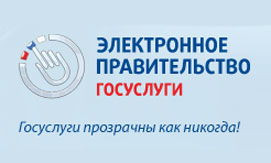 ЭЛЕКТРОННОЕ
ПРАВИТЕЛЬСТВО
ГОСУСЛУГИ
Госуслуги прозрачны как никогда!